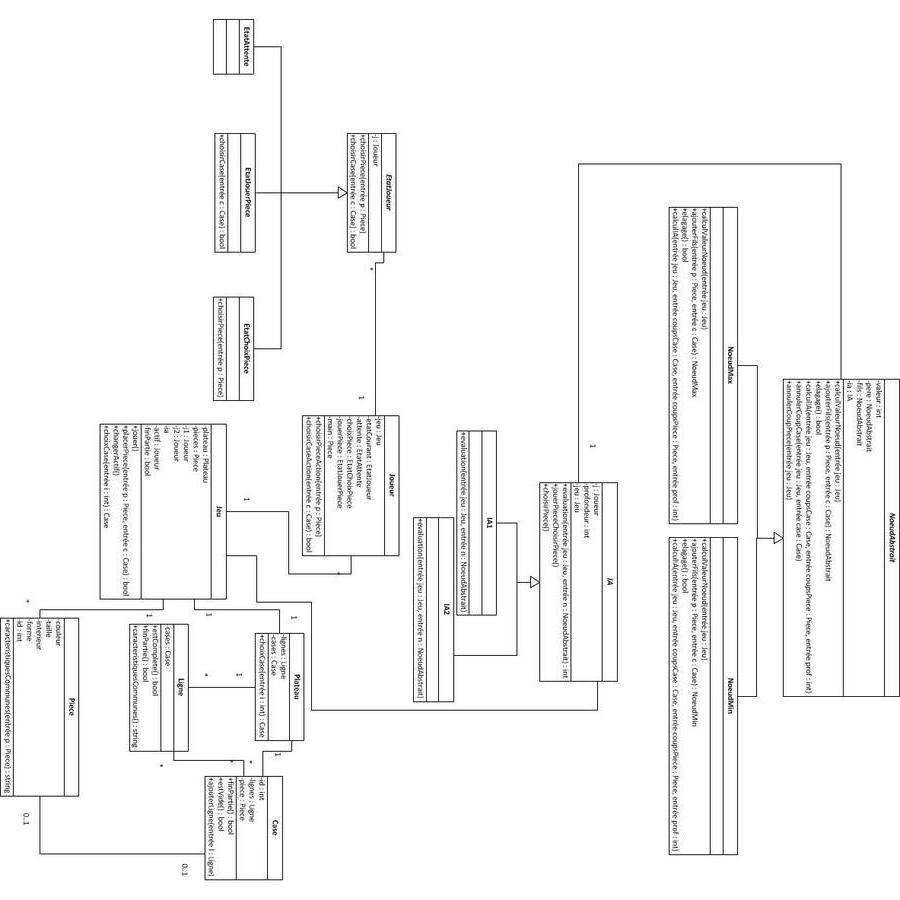 NoeudAbstrait
-valeur : int
-pere : NoeudAbstrait
-fils : NoeudAbstrait
-ia : IA
+calculValeurNoeud(entrée jeu : Jeu)
+ajouterFils(entrée p : Piece, entrée c : Case) : NoeudAbstrait
+elagage() : bool
+calculIA(entrée jeu : Jeu, entrée coupsCase : Case, entrée coupsPiece : Piece, entrée prof : int)
+annulerCoupCase(entrée jeu : Jeu, entrée case : Case)
+annulerCoupPiece(entrée jeu : Jeu)
NoeudMax
+calculValeurNoeud(entrée jeu : Jeu)
+ajouterFils(entrée p : Piece, entrée c : Case) : NoeudMax
+elagage() : bool
+calculIA(entrée jeu : Jeu, entrée coupsCase : Case, entrée coupsPiece : Piece, entrée prof : int)
NoeudMin
+calculValeurNoeud(entrée jeu : Jeu)
+ajouterFils(entrée p : Piece, entrée c : Case) : NoeudMin
+elagage() : bool
+calculIA(entrée jeu : Jeu, entrée coupsCase : Case, entrée coupsPiece : Piece, entrée prof : int)
1
IA
-j : Joueur
-profondeur : int
-jeu : Jeu
+evaluation(entrée jeu : Jeu, entrée n : NoeudAbstrait) : int
+jouerPieceChoisirPiece()
+choisirPiece()
IA1
+evaluation(entrée jeu : Jeu, entrée n : NoeudAbstrait)
IA2
+evaluation(entrée jeu : Jeu, entrée n : NoeudAbstrait)
EtatJoueur
-j : Joueur
+choisirPiece(entrée p : Piece)
+choisirCase(entrée c : Case) : bool
*
1
Joueur
-jeu : Jeu
-etatCourant : EtatJoueur
-attente : EtatAttente
-choixPiece : EtatChoixPiece
-jouerPiece : EtatJouerPiece
-main : Piece
+choisirPieceAction(entrée p : Piece)
+choisirCaseAction(entrée c : Case) : bool
*
EtatAttente
EtatJouerPiece
+choisirCase(entrée c : Case) : bool
EtatChoixPiece
+choisirPiece(entrée p : Piece)
1
Jeu
-plateau : Plateau
-pieces : Piece
-j1 : Joueur
-j2 : Joueur
-ia
-actif : Joueur
-finPartie : bool
+jouer()
+placerPiece(entrée p : Piece, entrée c : Case) : bool
+changerActif()
+choixCase(entrée i : int) : Case
1
1
1
*
Plateau
-lignes : Ligne
-cases : Case
+choixCase(entrée i : int) : Case
1
1
*
Ligne
-cases : Case
+estComplete() : bool
+finPartie() : bool
+caracteristiquesCommunes() : string
*
*
*
Case
-id : int
-lignes : Ligne
-piece : Piece
+finPartie() : bool
+estVide() : bool
+ajouterLigne(entrée l : Ligne)
0..1
0..1
Piece
-couleur
-taille
-interieur
-forme
-id : int
+caracteristiquesCommunes(entrée p : Piece) : string